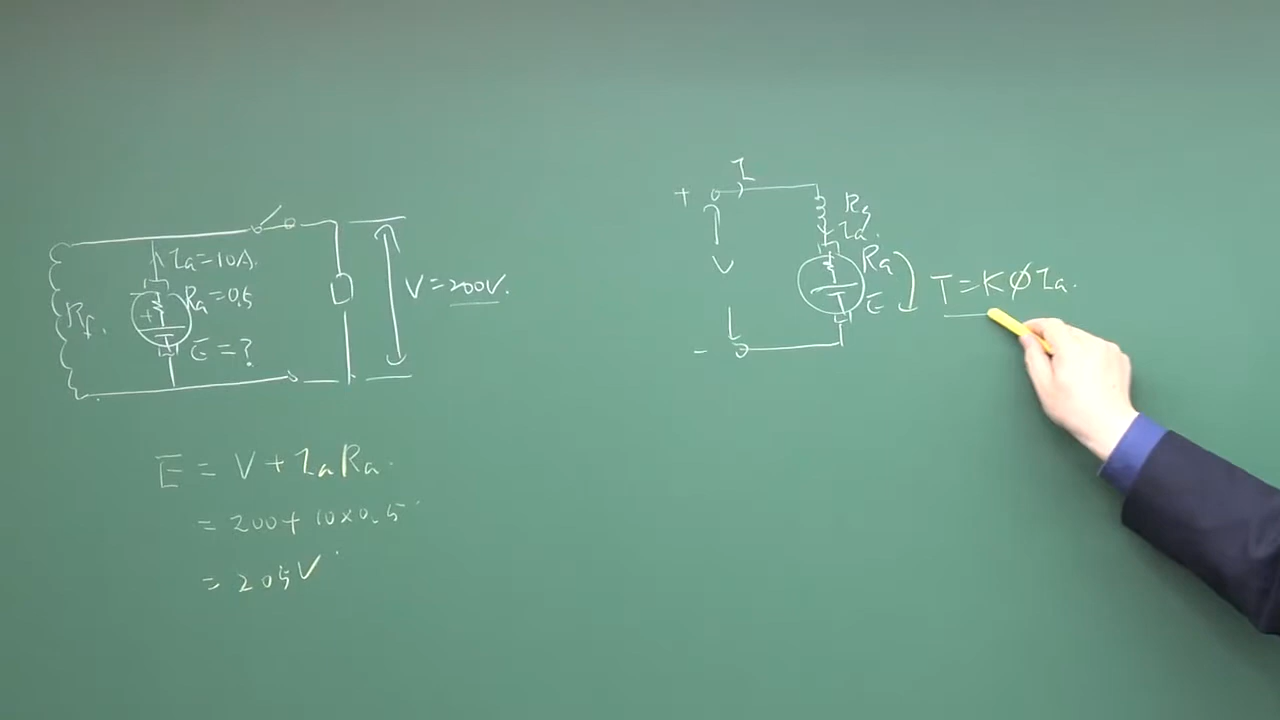 Ia=10A.
Ra=0.5
Rf.
+
E=?
V=200V.
E = V+IaRa.
= 200+10×0.5
= 205V
I
+
Rs
Ia.
Ra
V
E
T=KΦIa.
-